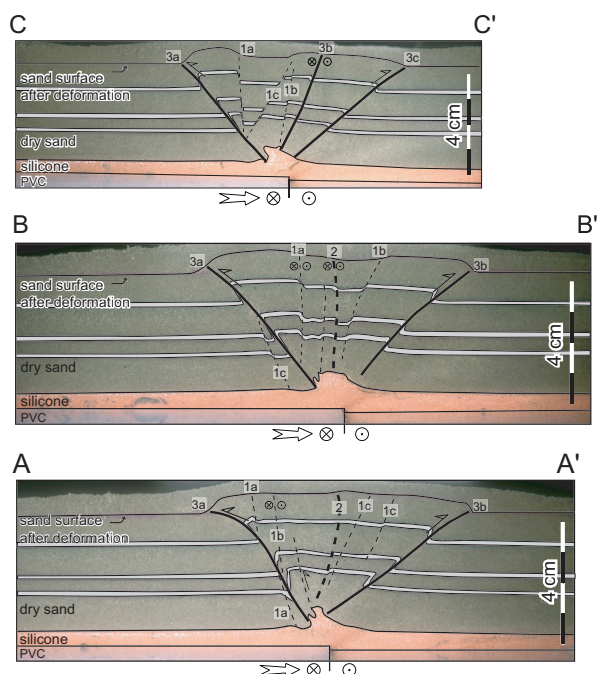 C C'
3a 1a 3b 3c
⊗ ⊙
sand surface
after deformation
1c 1b
4 cm
dry sand
silicone
PVC
⊗ ⊙
B B'
3a 1a 2 1b 3b
⊗⊙ ⊗⊙
sand surface
after deformation
4 cm
dry sand
1c
silicone
PVC
⊗ ⊙
A A'
3a 1a 2 1c 1c 3b
⊗⊙
sand surface
after deformation
1b
4 cm
dry sand
1a
silicone
PVC
⊗ ⊙